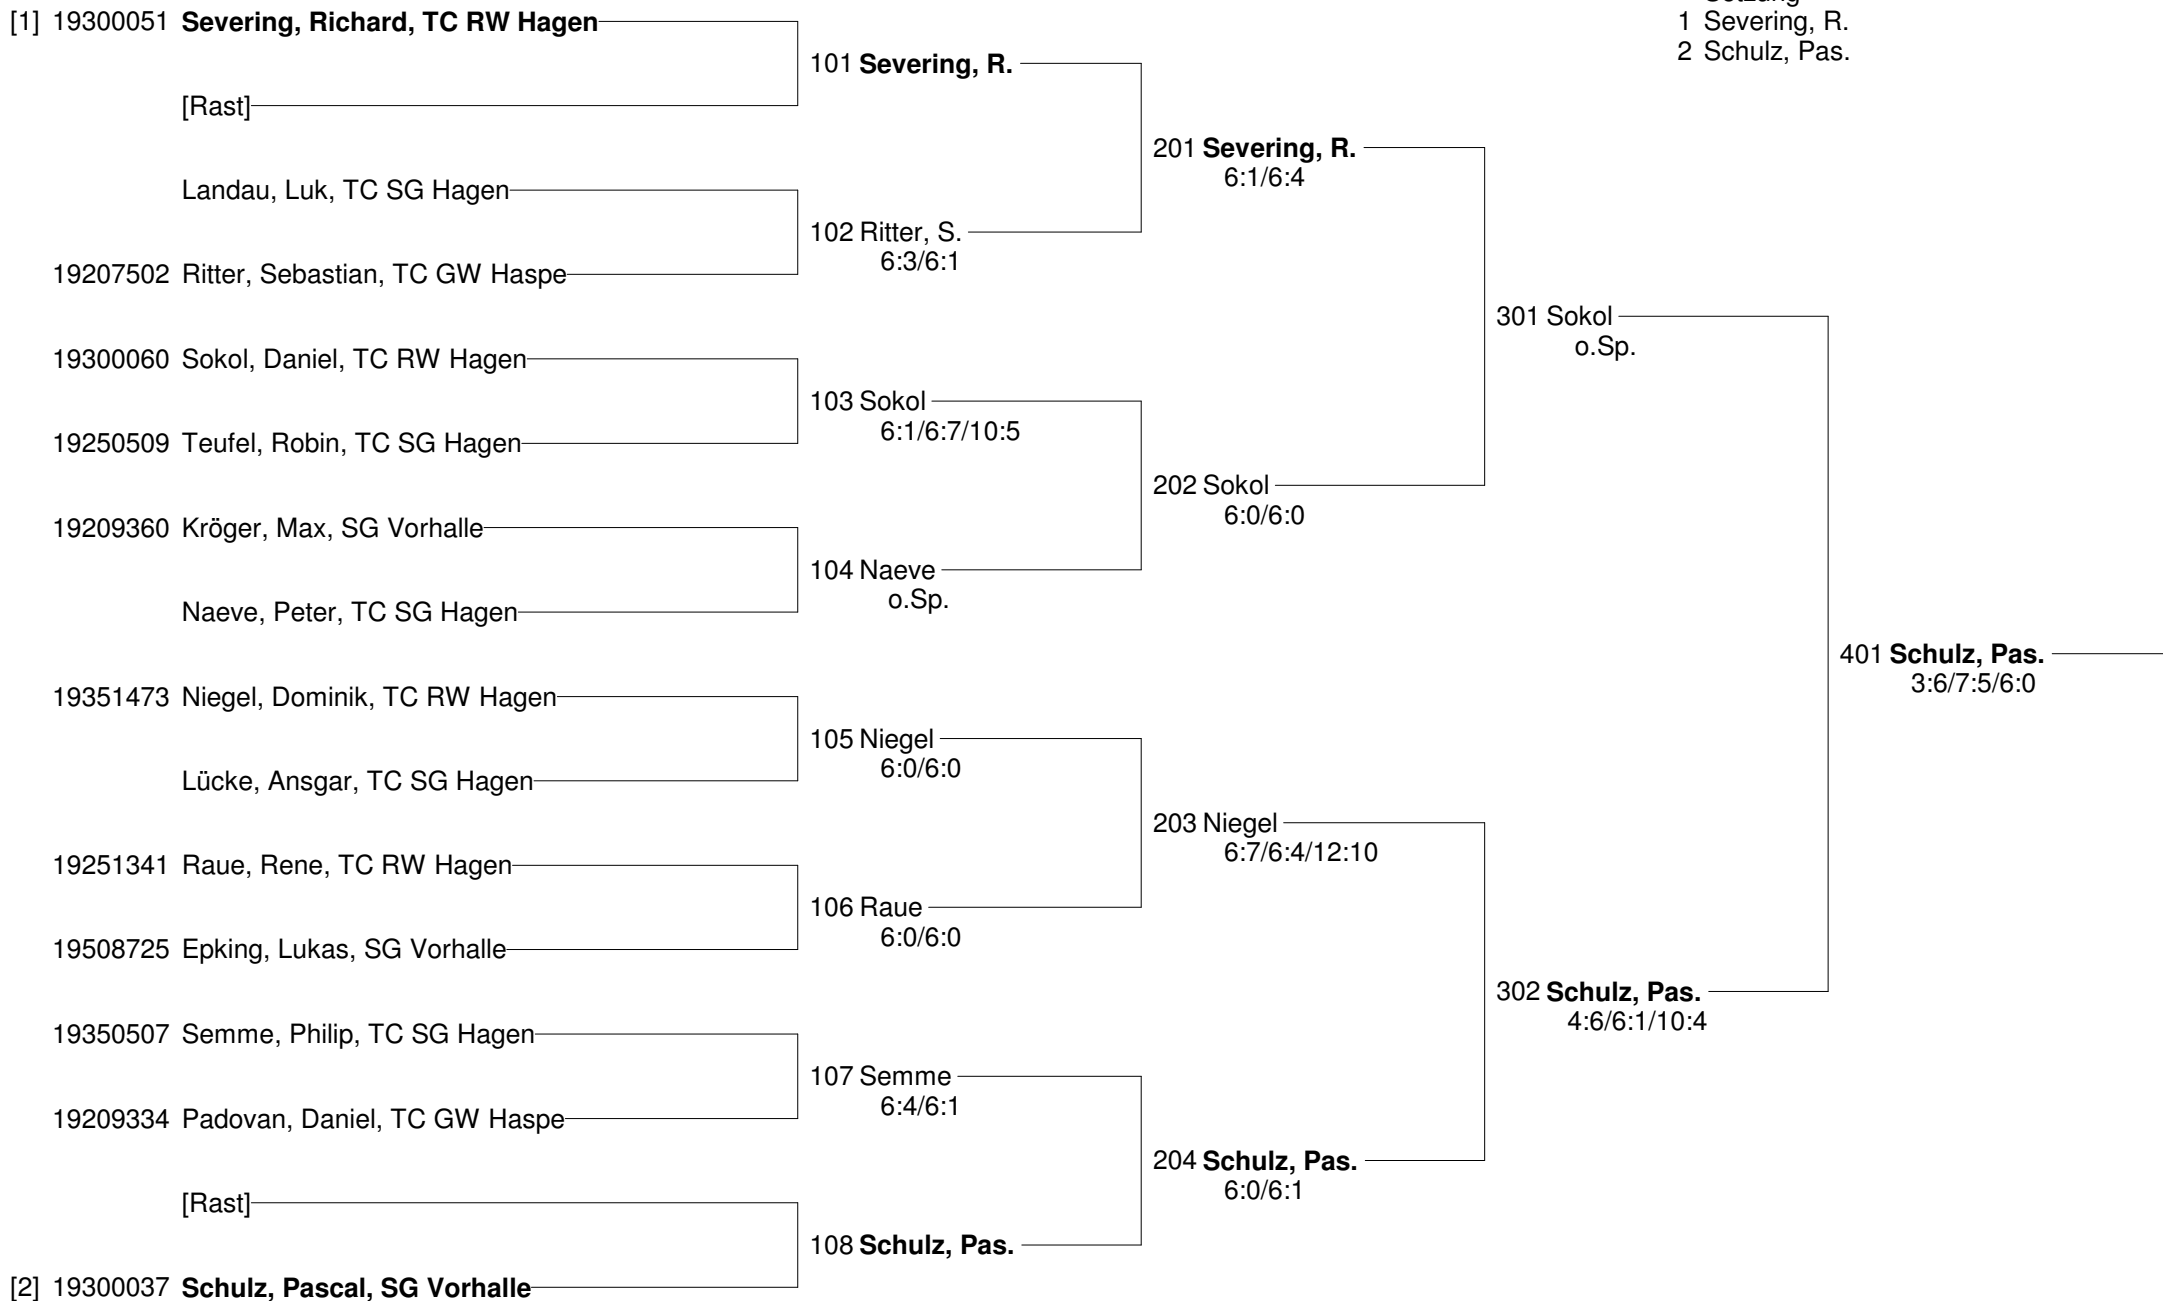 Setzung
1 Severing, R.
2 Schulz, Pas.
[1] 19300051 Severing, Richard, TC RW Hagen
[Rast]
Landau, Luk, TC SG Hagen
19207502 Ritter, Sebastian, TC GW Haspe
19300060 Sokol, Daniel, TC RW Hagen
19250509 Teufel, Robin, TC SG Hagen
19209360 Kröger, Max, SG Vorhalle
Naeve, Peter, TC SG Hagen
19351473 Niegel, Dominik, TC RW Hagen
Lücke, Ansgar, TC SG Hagen
19251341 Raue, Rene, TC RW Hagen
19508725 Epking, Lukas, SG Vorhalle
19350507 Semme, Philip, TC SG Hagen
19209334 Padovan, Daniel, TC GW Haspe
[Rast]
[2] 19300037 Schulz, Pascal, SG Vorhalle
101 Severing, R.
102 Ritter, S.
6:3/6:1
103 Sokol
6:1/6:7/10:5
104 Naeve
o.Sp.
105 Niegel
6:0/6:0
106 Raue
6:0/6:0
107 Semme
6:4/6:1
108 Schulz, Pas.
201 Severing, R.
6:1/6:4
202 Sokol
6:0/6:0
203 Niegel
6:7/6:4/12:10
204 Schulz, Pas.
6:0/6:1
301 Sokol
o.Sp.
302 Schulz, Pas.
4:6/6:1/10:4
401 Schulz, Pas.
3:6/7:5/6:0